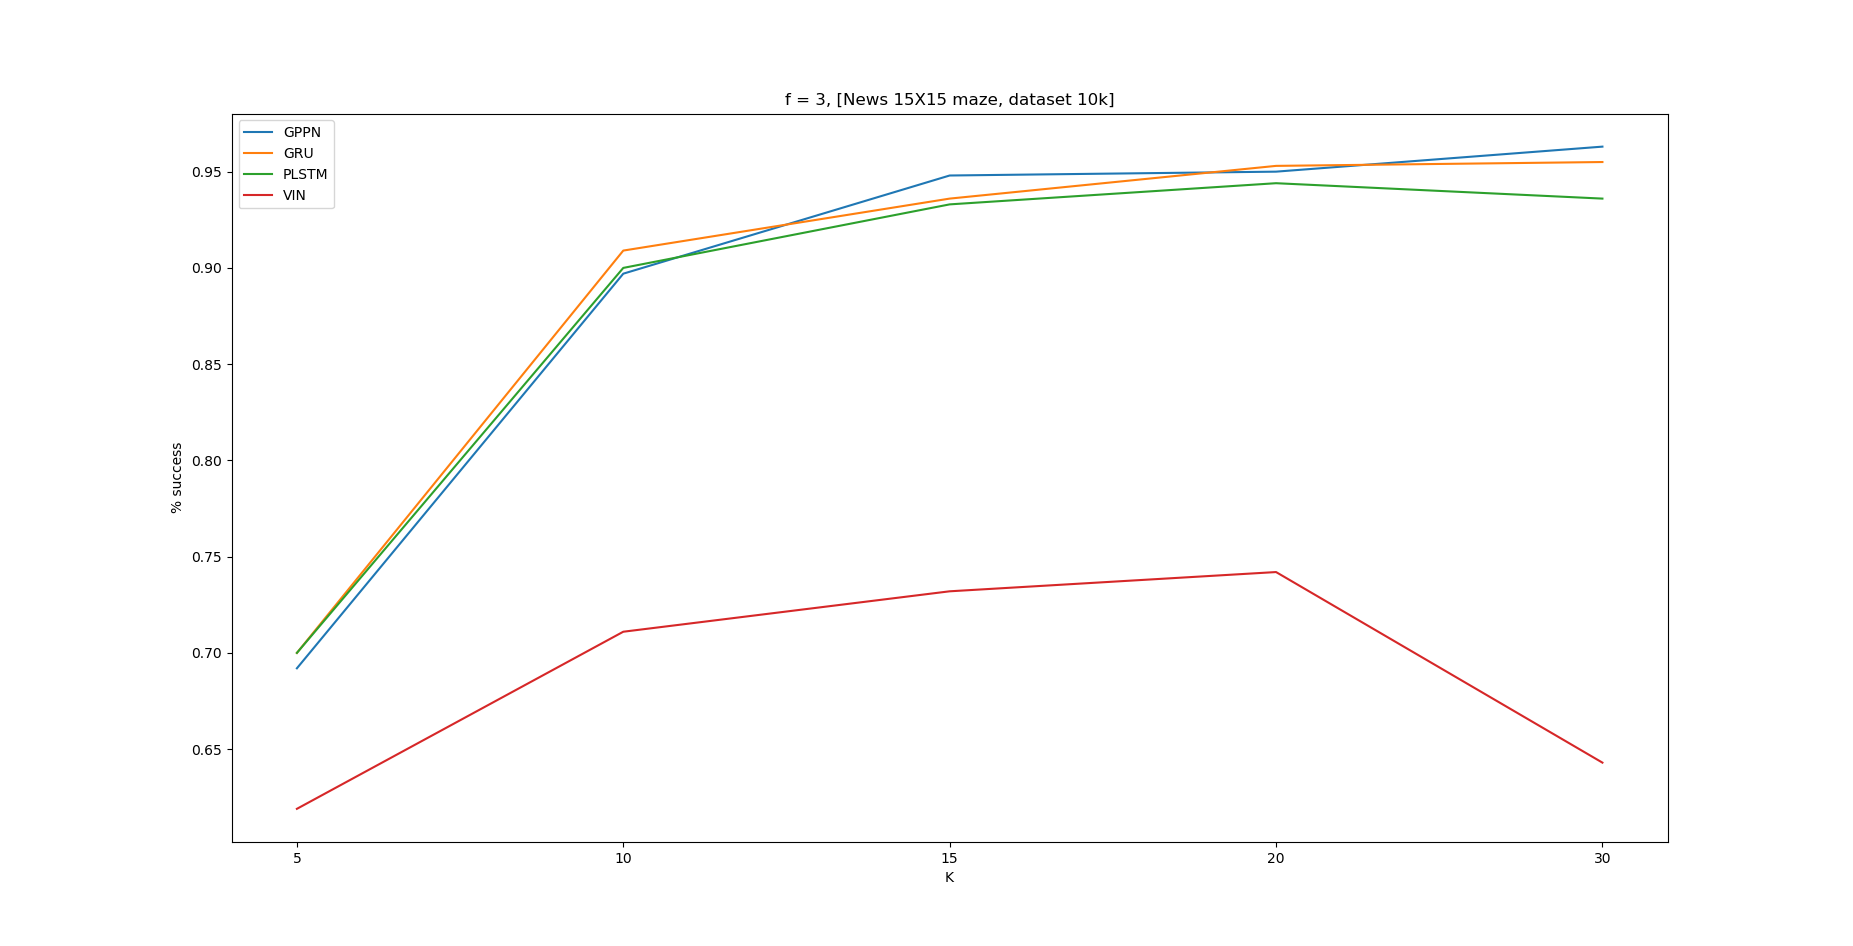 f = 3, [News 15X15 maze, dataset 10k]
GPPN
GRU
PLSTM
VIN
0.95
0.90
0.85
0.80
0.75
0.70
0.65
% success
5 10 15 20 30
K